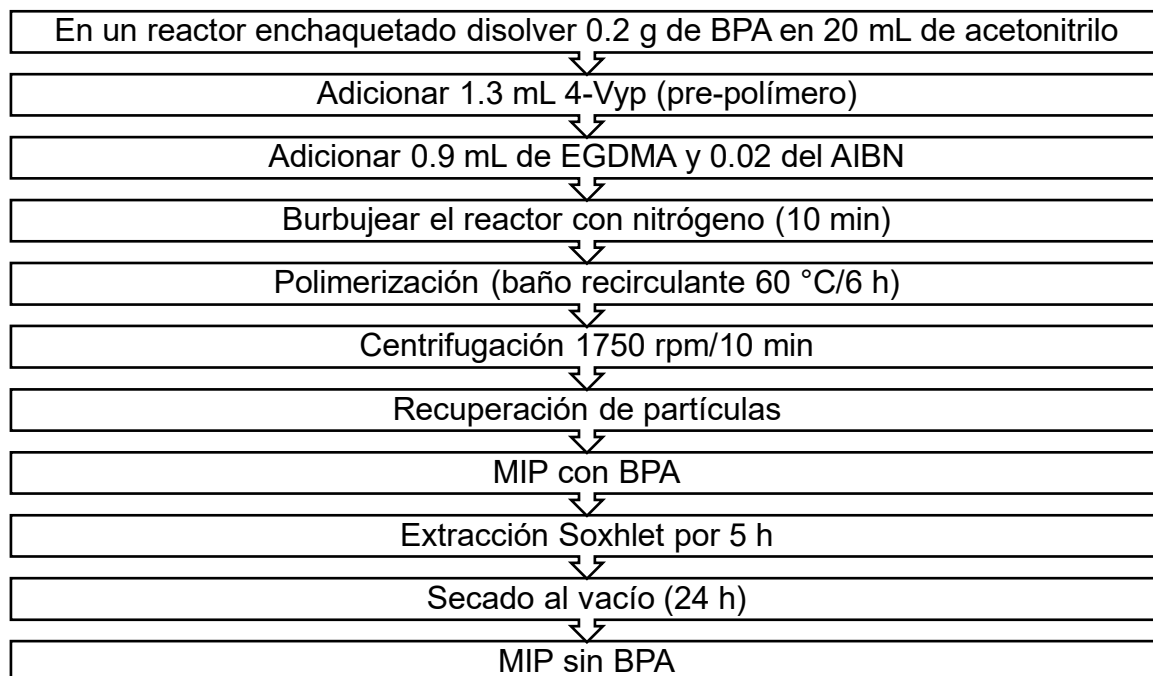 En un reactor enchaquetado disolver 0.2 g de BPA en 20 mL de acetonitrilo
Adicionar 1.3 mL 4-Vyp (pre-polímero)
Adicionar 0.9 mL de EGDMA y 0.02 del AIBN
Burbujear el reactor con nitrógeno (10 min)
Polimerización (baño recirculante 60 °C/6 h)
Centrifugación 1750 rpm/10 min
Recuperación de partículas
MIP con BPA
Extracción Soxhlet por 5 h
Secado al vacío (24 h)
MIP sin BPA